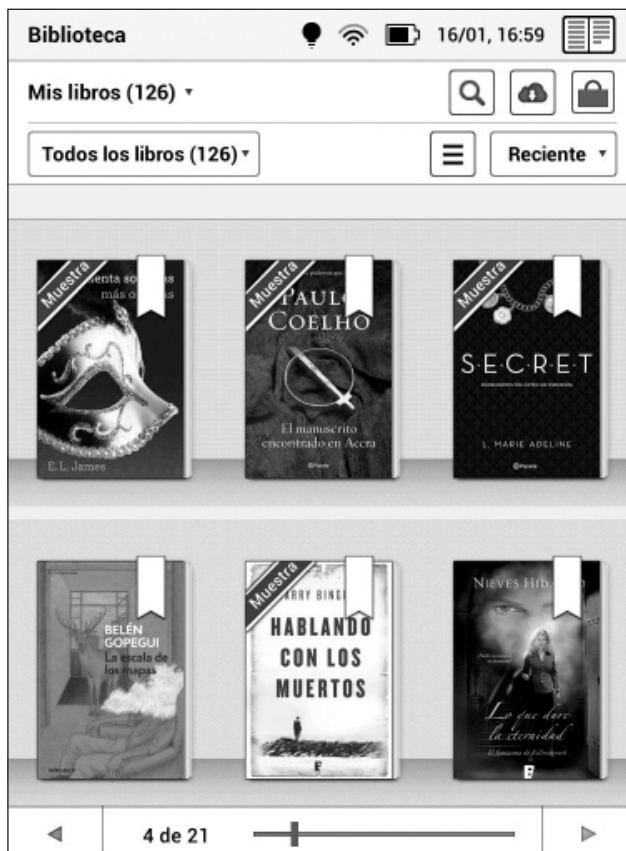 Biblioteca 16/01, 16:59
Mis libros (126)
Todos los libros (126) Reciente
Muestra
más o
E. L. James
Muestra
PAULO
COELHO
El manuscrito
encontrado en Accra
Planeta
Muestra
S·E·C·R·E·T
L. MARIE ADELINE
Planeta
BELÉN
GOPEGUI
La escala de
los mapas
Muestra
HABLANDO
CON LOS
MUERTOS
B
NIEVES
Lo que dure
la eternidad
B
4 de 21